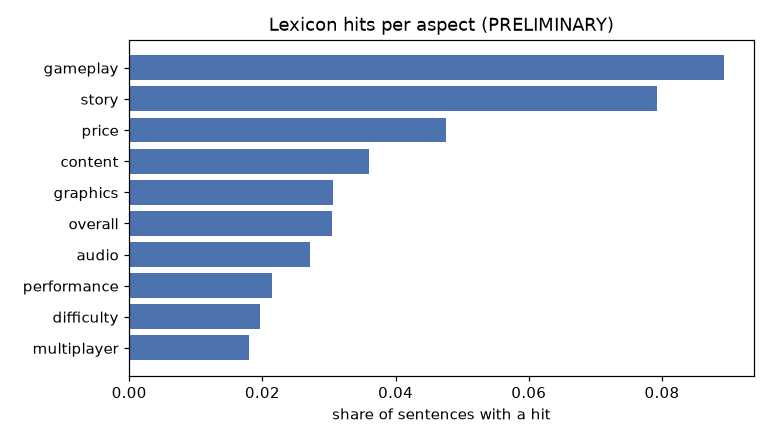 Lexicon hits per aspect (PRELIMINARY)
gameplay
story
price
content
graphics
overall
audio
performance
difficulty
multiplayer
0.00 0.02 0.04 0.06 0.08
share of sentences with a hit